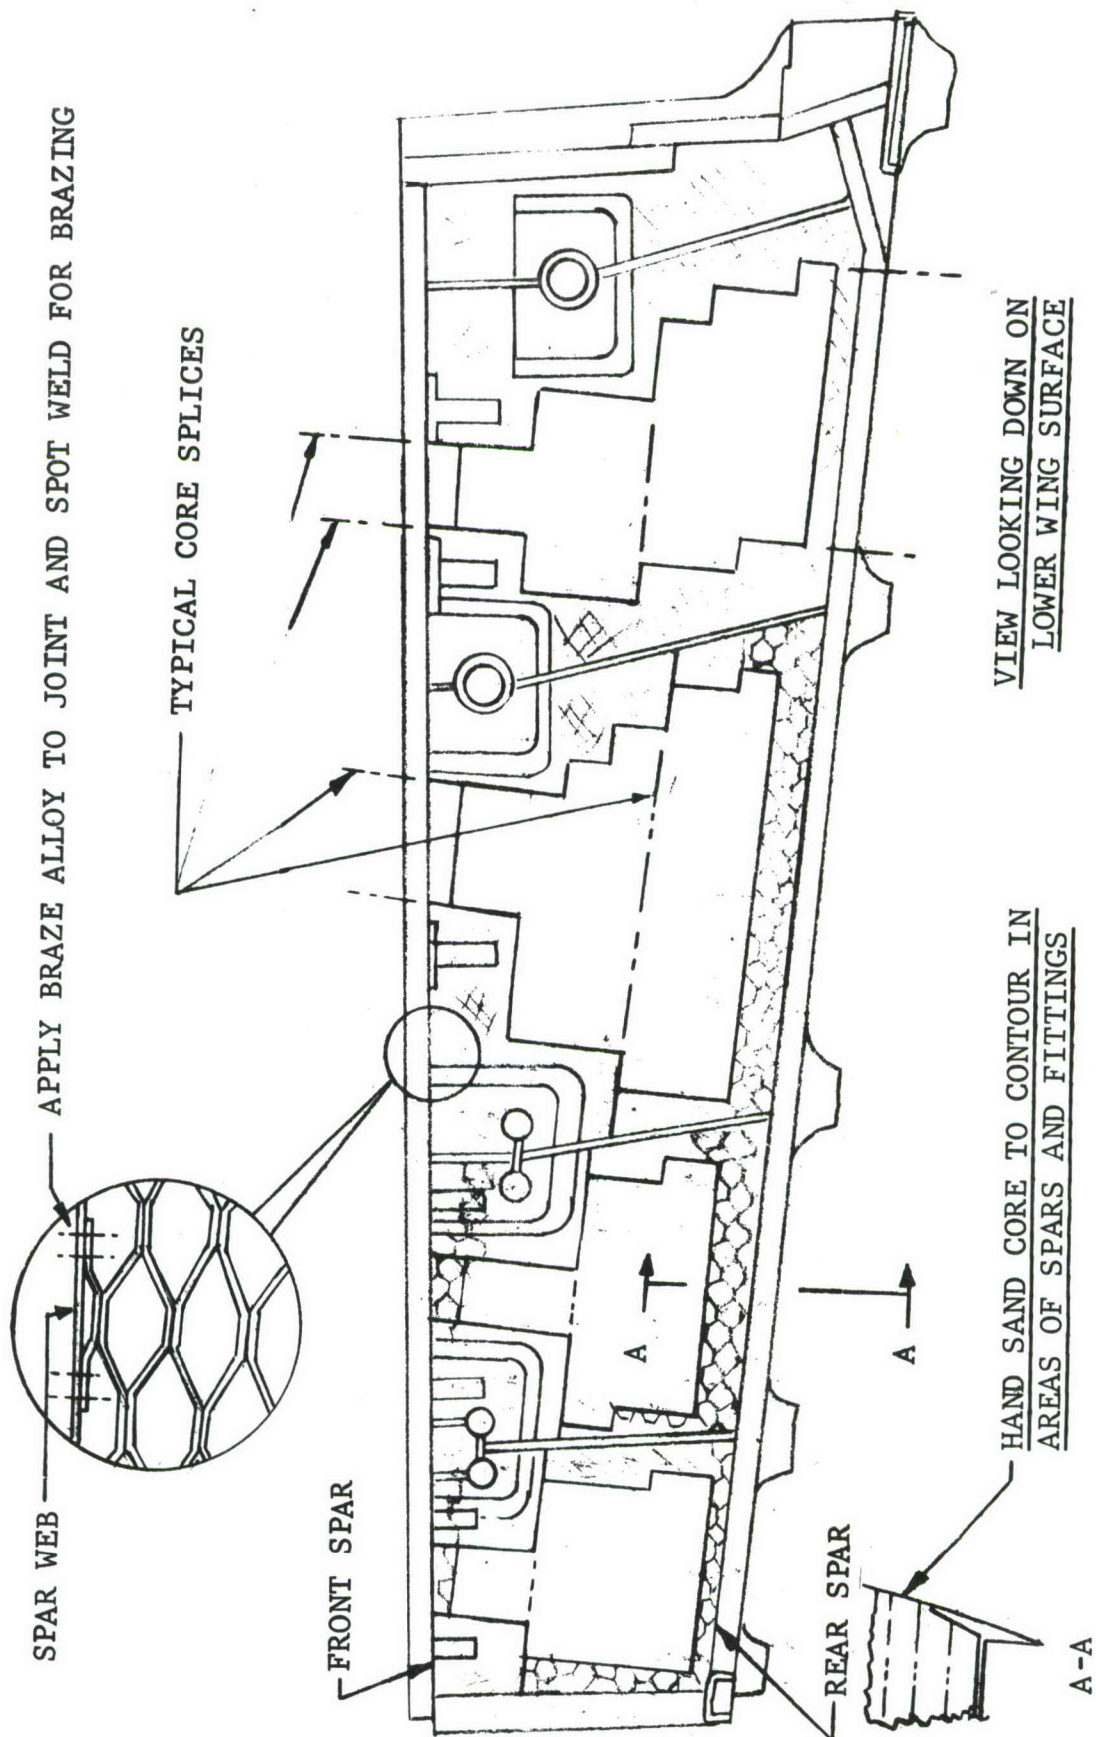 APPLY BRAZE ALLOY TO JOINT AND SPOT WELD FOR BRAZING
SPAR WEB
TYPICAL CORE SPLICES
FRONT SPAR
A
A
REAR SPAR
HAND SAND CORE TO CONTOUR IN
AREAS OF SPARS AND FITTINGS
VIEW LOOKING DOWN ON
LOWER WING SURFACE
A-A